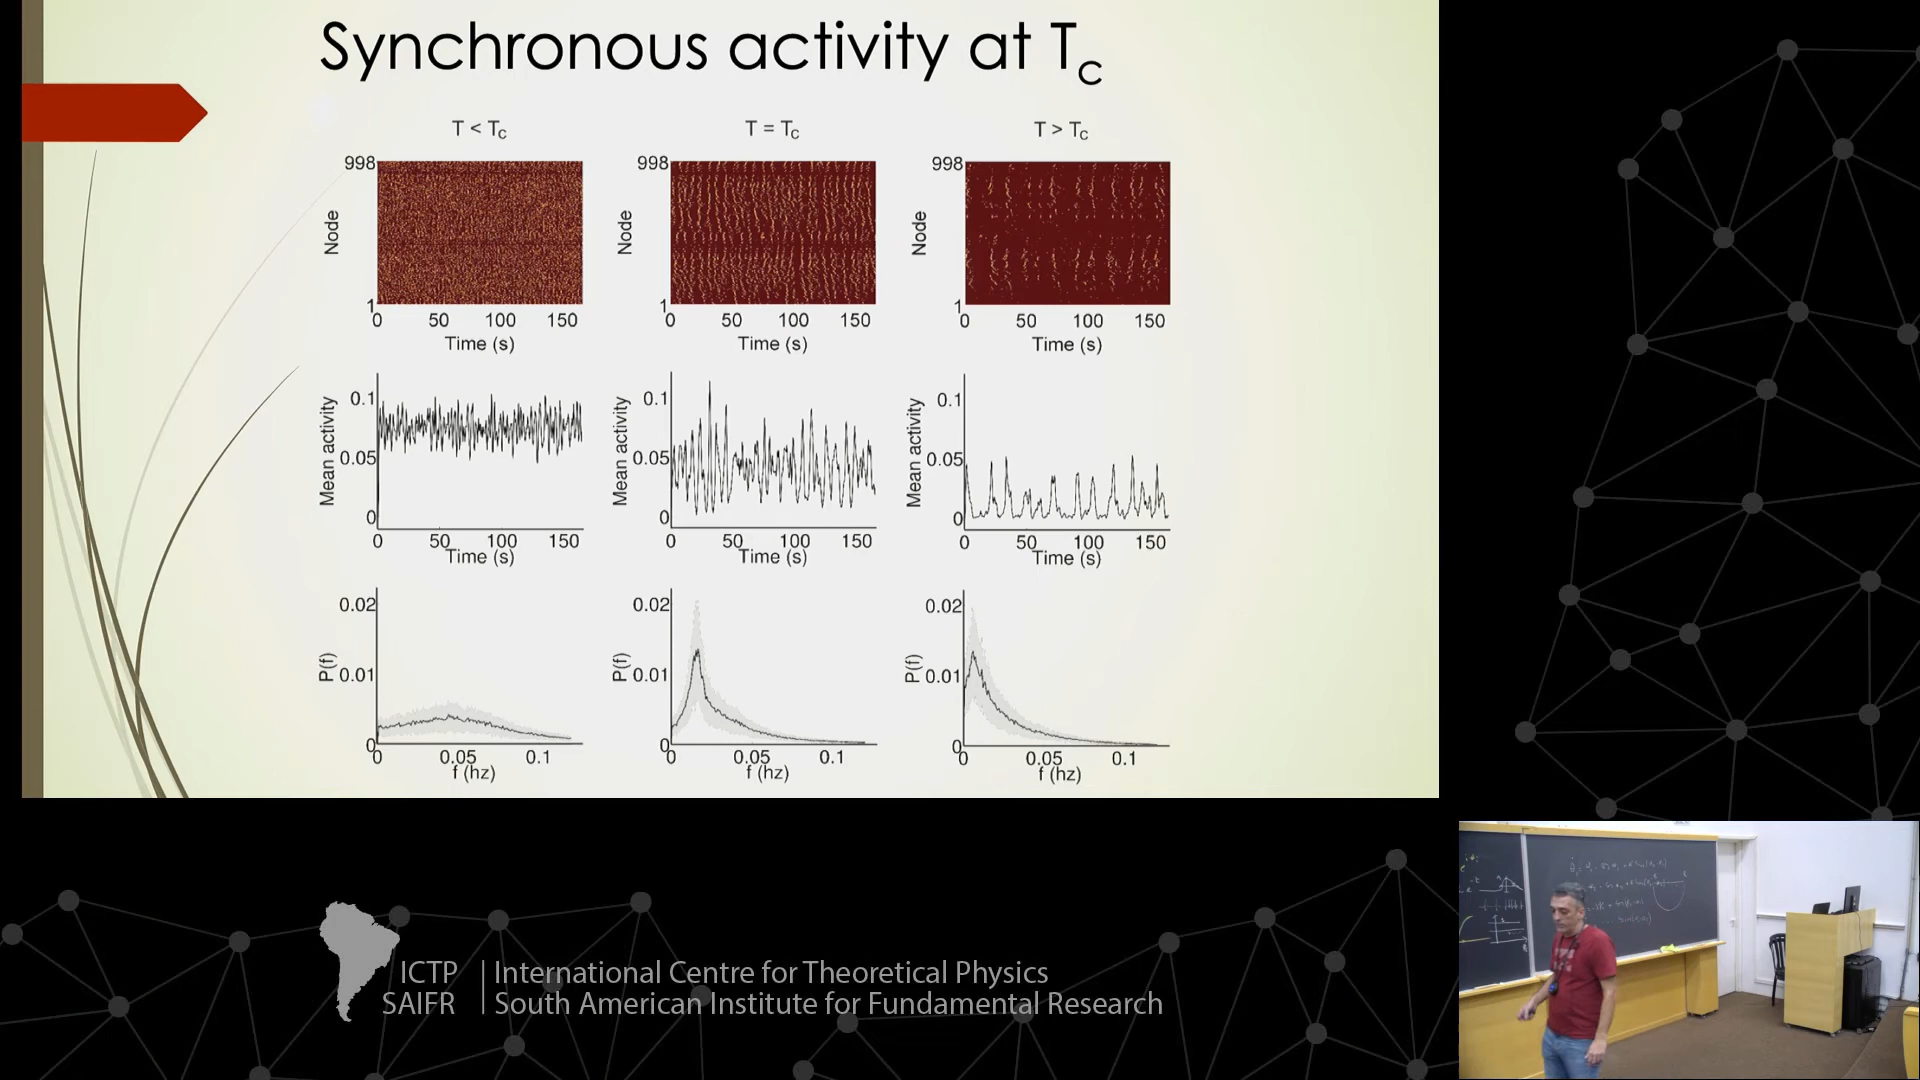 Synchronous activity at Tc
T < Tc
T = Tc
T > Tc
998
Node
1
0 50 100 150
Time (s)
998
Node
1
0 50 100 150
Time (s)
998
Node
1
0 50 100 150
Time (s)
Mean activity
0.1
0.05
0
0 50 100 150
Time (s)
Mean activity
0.1
0.05
0
0 50 100 150
Time (s)
Mean activity
0.1
0.05
0
0 50 100 150
Time (s)
P(f)
0.02
0.01
0
0 0.05 0.1
f (hz)
P(f)
0.02
0.01
0
0 0.05 0.1
f (hz)
P(f)
0.02
0.01
0
0 0.05 0.1
f (hz)
ICTP International Centre for Theoretical Physics
SAIFR South American Institute for Fundamental Research